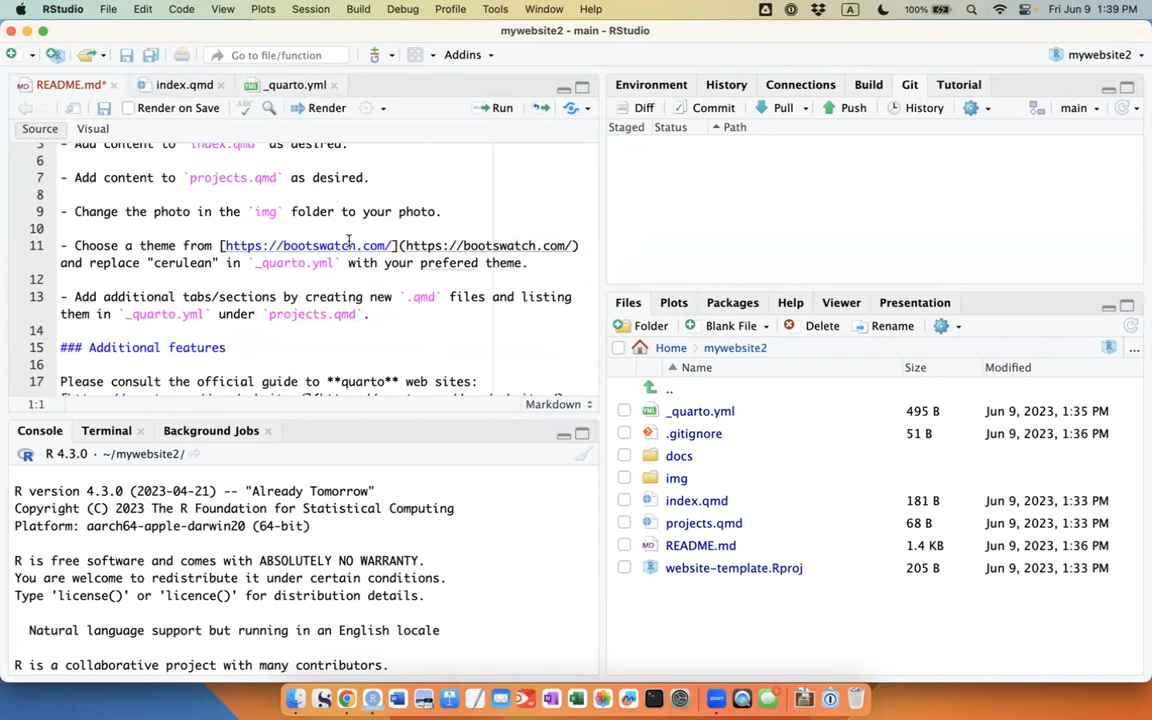 RStudio File Edit Code View Plots Session Build Debug Profile Tools Window Help A 100% Fri Jun 9 1:39 PM
mywebsite2 - main - RStudio
Go to file/function Addins mywebsite2
README.md* index.qmd _quarto.yml
Render on Save ABC Render Run
Source Visual
5 - Add content to `index.qmd` as desired.
6
7 - Add content to `projects.qmd` as desired.
8
9 - Change the photo in the `img` folder to your photo.
10
11 - Choose a theme from [https://bootswatch.com/](https://bootswatch.com/)
and replace "cerulean" in `_quarto.yml` with your prefered theme.
12
13 - Add additional tabs/sections by creating new `.qmd` files and listing
them in `_quarto.yml` under `projects.qmd`.
14
15 ### Additional features
16
17 Please consult the official guide to **quarto** web sites:
1:1 Markdown
Console Terminal Background Jobs
R 4.3.0 · ~/mywebsite2/
R version 4.3.0 (2023-04-21) -- "Already Tomorrow"
Copyright (C) 2023 The R Foundation for Statistical Computing
Platform: aarch64-apple-darwin20 (64-bit)
R is free software and comes with ABSOLUTELY NO WARRANTY.
You are welcome to redistribute it under certain conditions.
Type 'license()' or 'licence()' for distribution details.
Natural language support but running in an English locale
R is a collaborative project with many contributors.
Environment History Connections Build Git Tutorial
Diff Commit Pull Push History main
Staged Status Path
Files Plots Packages Help Viewer Presentation
Folder Blank File Delete Rename
Home mywebsite2 ...
Name Size Modified
..
_quarto.yml 495 B Jun 9, 2023, 1:35 PM
.gitignore 51 B Jun 9, 2023, 1:36 PM
docs
img
index.qmd 181 B Jun 9, 2023, 1:33 PM
projects.qmd 68 B Jun 9, 2023, 1:33 PM
README.md 1.4 KB Jun 9, 2023, 1:36 PM
website-template.Rproj 205 B Jun 9, 2023, 1:33 PM